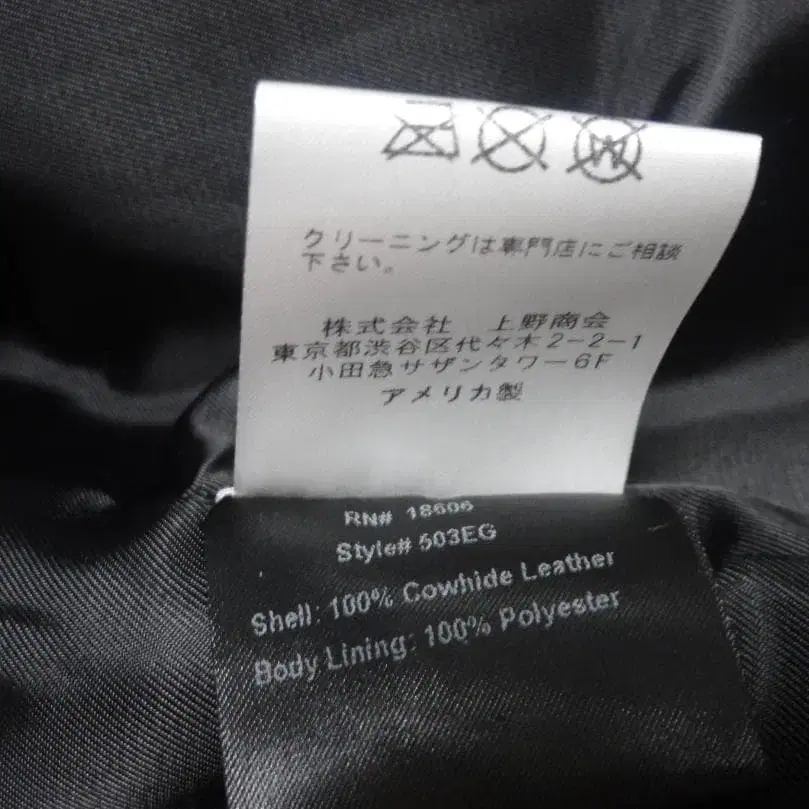 クリーニングは専門店にご相談
下さい。
株式会社 上野商会
東京都渋谷区代々木2-2-1
小田急サザンタワー6F
アメリカ製
RN# 18606
Style# 503EG
Shell: 100% Cowhide Leather
Body Lining: 100% Polyester